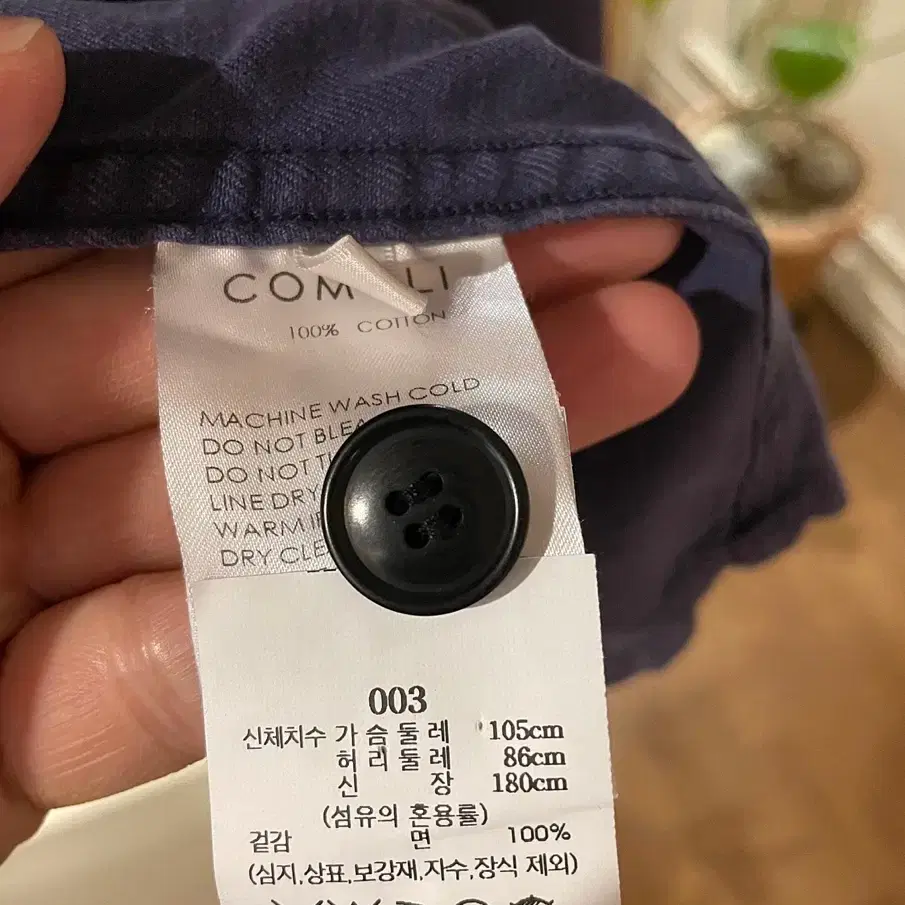 COM LI
100% COTTON
MACHINE WASH COLD
DO NOT
DO NOT
LINE DRY
WARM
DRY
003
신체치수 가슴둘레 105cm
허리둘레 86cm
신 장 180cm
(섬유의 혼용률)
겉감 면 100%
(심지,상표,보강재,자수,장식 제외)